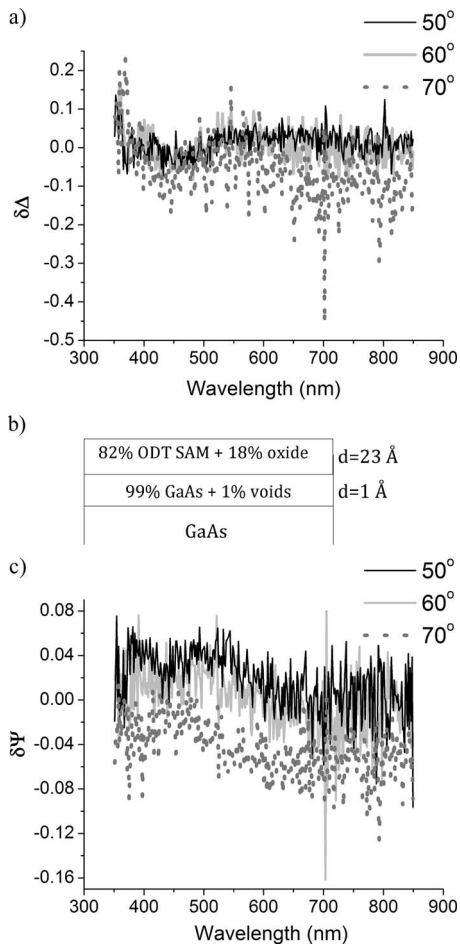 a)
50°
60°
70°
0.2
0.1
0.0
-0.1
-0.2
-0.3
-0.4
-0.5
δΔ
300 400 500 600 700 800 900
Wavelength (nm)
b)
82% ODT SAM + 18% oxide
d=23 Å
99% GaAs + 1% voids
d=1 Å
GaAs
c)
50°
60°
70°
0.08
0.04
0.00
-0.04
-0.08
-0.12
-0.16
δΨ
300 400 500 600 700 800 900
Wavelength (nm)